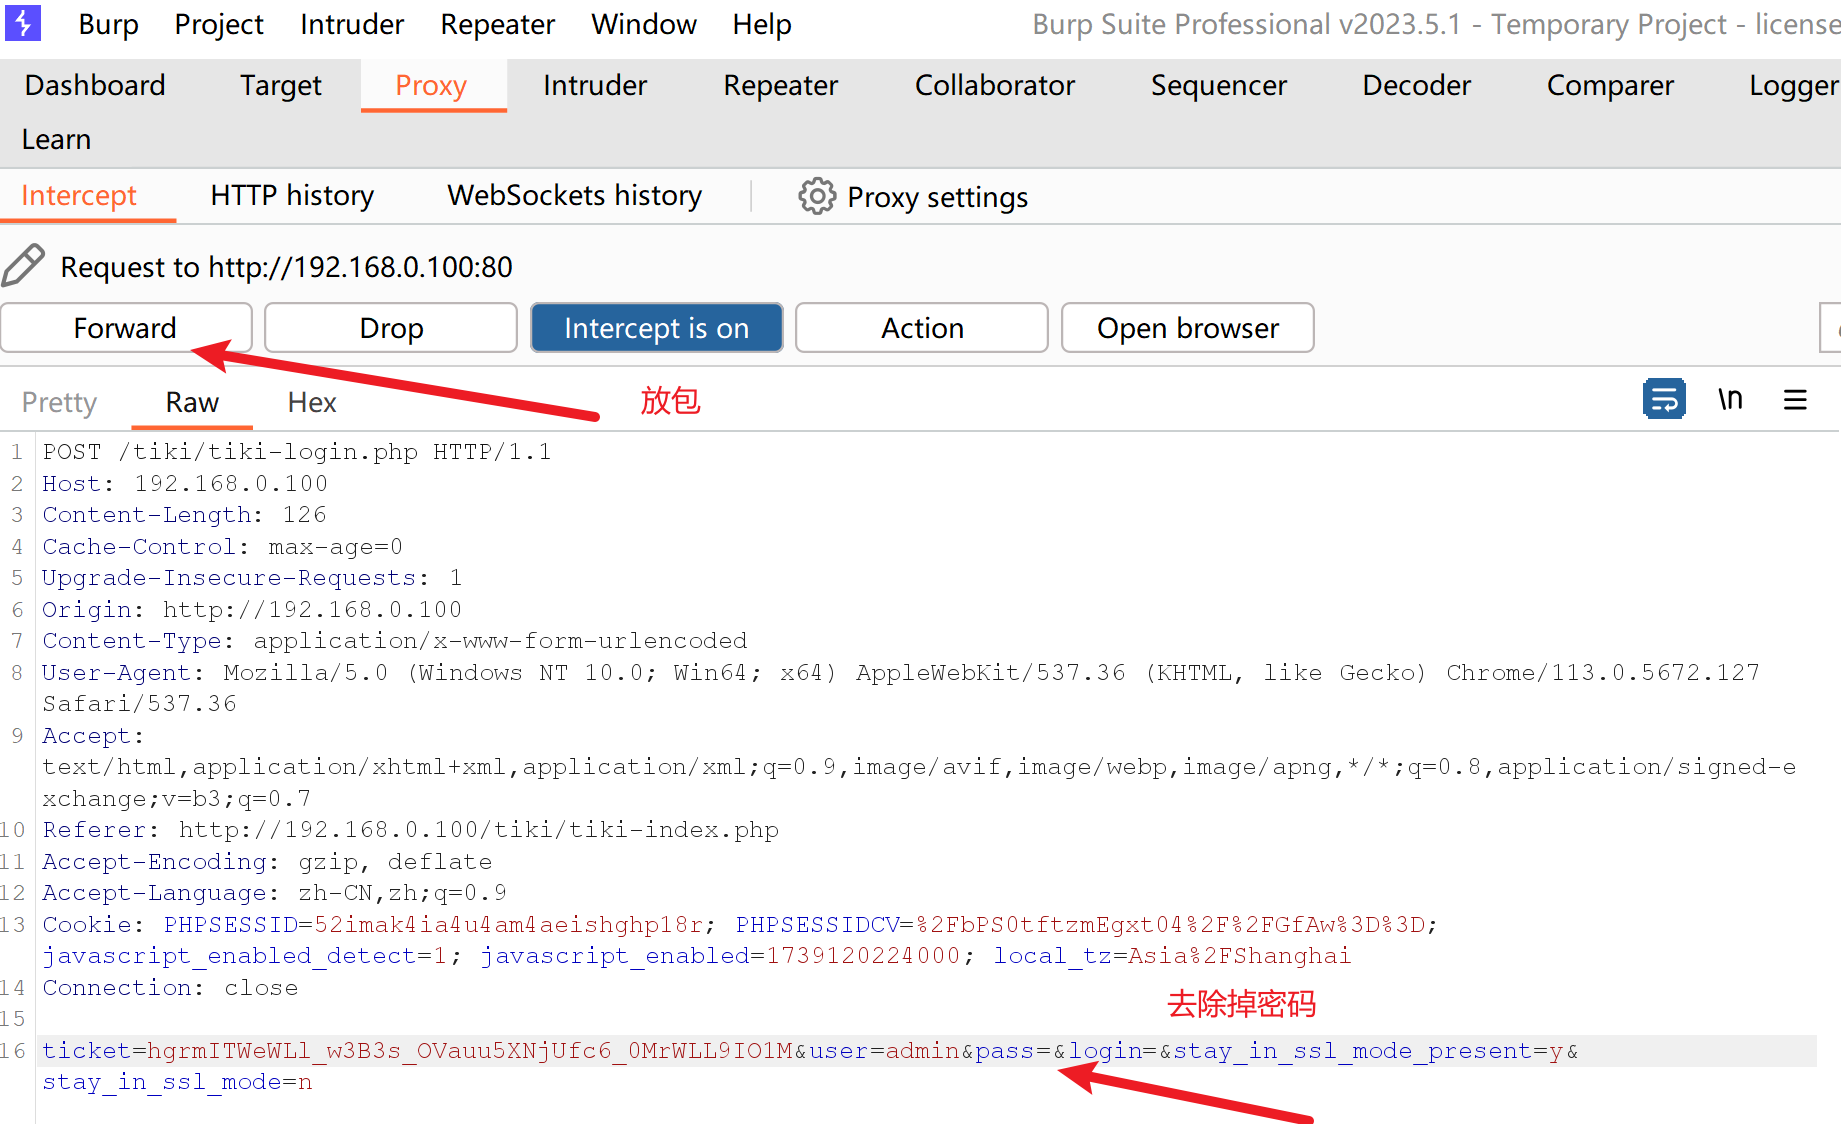 Burp Project Intruder Repeater Window Help Burp Suite Professional v2023.5.1 - Temporary Project - license
Dashboard Target Proxy Intruder Repeater Collaborator Sequencer Decoder Comparer Logger
Learn
Intercept HTTP history WebSockets history Proxy settings
Request to http://192.168.0.100:80
Forward Drop Intercept is on Action Open browser
放包
Pretty Raw Hex \n
1 POST /tiki/tiki-login.php HTTP/1.1
2 Host: 192.168.0.100
3 Content-Length: 126
4 Cache-Control: max-age=0
5 Upgrade-Insecure-Requests: 1
6 Origin: http://192.168.0.100
7 Content-Type: application/x-www-form-urlencoded
8 User-Agent: Mozilla/5.0 (Windows NT 10.0; Win64; x64) AppleWebKit/537.36 (KHTML, like Gecko) Chrome/113.0.5672.127
Safari/537.36
9 Accept:
text/html,application/xhtml+xml,application/xml;q=0.9,image/avif,image/webp,image/apng,*/*;q=0.8,application/signed-e
xchange;v=b3;q=0.7
10 Referer: http://192.168.0.100/tiki/tiki-index.php
11 Accept-Encoding: gzip, deflate
12 Accept-Language: zh-CN,zh;q=0.9
13 Cookie: PHPSESSID=52imak4ia4u4am4aeishghp18r; PHPSESSIDCV=%2FbPS0tftzmEgxt04%2F%2FGfAw%3D%3D;
javascript_enabled_detect=1; javascript_enabled=1739120224000; local_tz=Asia%2FShanghai
14 Connection: close
去除掉密码
15
16 ticket=hgrmITWeWLl_w3B3s_OVauu5XNjUfc6_0MrWLL9IO1M&user=admin&pass=&login=&stay_in_ssl_mode_present=y&
stay_in_ssl_mode=n